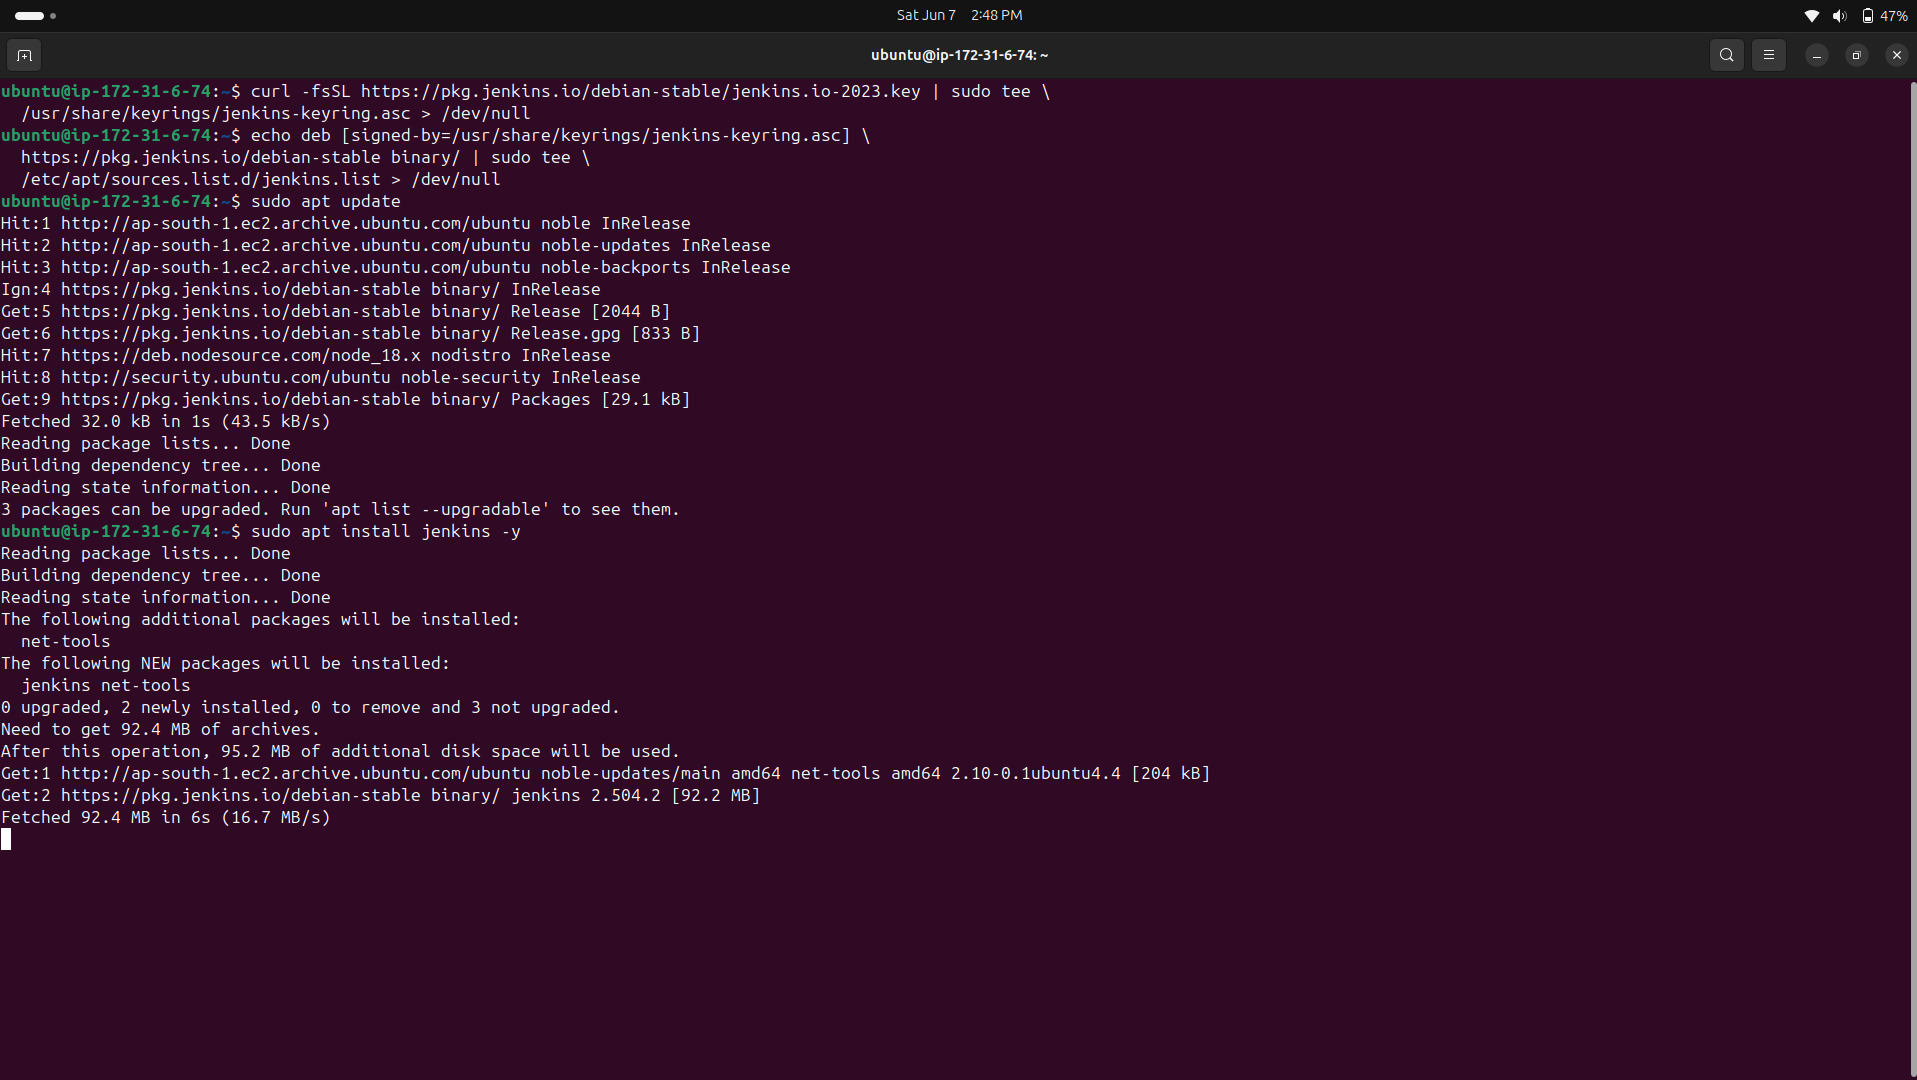 Sat Jun 7 2:48 PM
47%
ubuntu@ip-172-31-6-74: ~
ubuntu@ip-172-31-6-74:~$ curl -fsSL https://pkg.jenkins.io/debian-stable/jenkins.io-2023.key | sudo tee \
  /usr/share/keyrings/jenkins-keyring.asc > /dev/null
ubuntu@ip-172-31-6-74:~$ echo deb [signed-by=/usr/share/keyrings/jenkins-keyring.asc] \
  https://pkg.jenkins.io/debian-stable binary/ | sudo tee \
  /etc/apt/sources.list.d/jenkins.list > /dev/null
ubuntu@ip-172-31-6-74:~$ sudo apt update
Hit:1 http://ap-south-1.ec2.archive.ubuntu.com/ubuntu noble InRelease
Hit:2 http://ap-south-1.ec2.archive.ubuntu.com/ubuntu noble-updates InRelease
Hit:3 http://ap-south-1.ec2.archive.ubuntu.com/ubuntu noble-backports InRelease
Ign:4 https://pkg.jenkins.io/debian-stable binary/ InRelease
Get:5 https://pkg.jenkins.io/debian-stable binary/ Release [2044 B]
Get:6 https://pkg.jenkins.io/debian-stable binary/ Release.gpg [833 B]
Hit:7 https://deb.nodesource.com/node_18.x nodistro InRelease
Hit:8 http://security.ubuntu.com/ubuntu noble-security InRelease
Get:9 https://pkg.jenkins.io/debian-stable binary/ Packages [29.1 kB]
Fetched 32.0 kB in 1s (43.5 kB/s)
Reading package lists... Done
Building dependency tree... Done
Reading state information... Done
3 packages can be upgraded. Run 'apt list --upgradable' to see them.
ubuntu@ip-172-31-6-74:~$ sudo apt install jenkins -y
Reading package lists... Done
Building dependency tree... Done
Reading state information... Done
The following additional packages will be installed:
  net-tools
The following NEW packages will be installed:
  jenkins net-tools
0 upgraded, 2 newly installed, 0 to remove and 3 not upgraded.
Need to get 92.4 MB of archives.
After this operation, 95.2 MB of additional disk space will be used.
Get:1 http://ap-south-1.ec2.archive.ubuntu.com/ubuntu noble-updates/main amd64 net-tools amd64 2.10-0.1ubuntu4.4 [204 kB]
Get:2 https://pkg.jenkins.io/debian-stable binary/ jenkins 2.504.2 [92.2 MB]
Fetched 92.4 MB in 6s (16.7 MB/s)